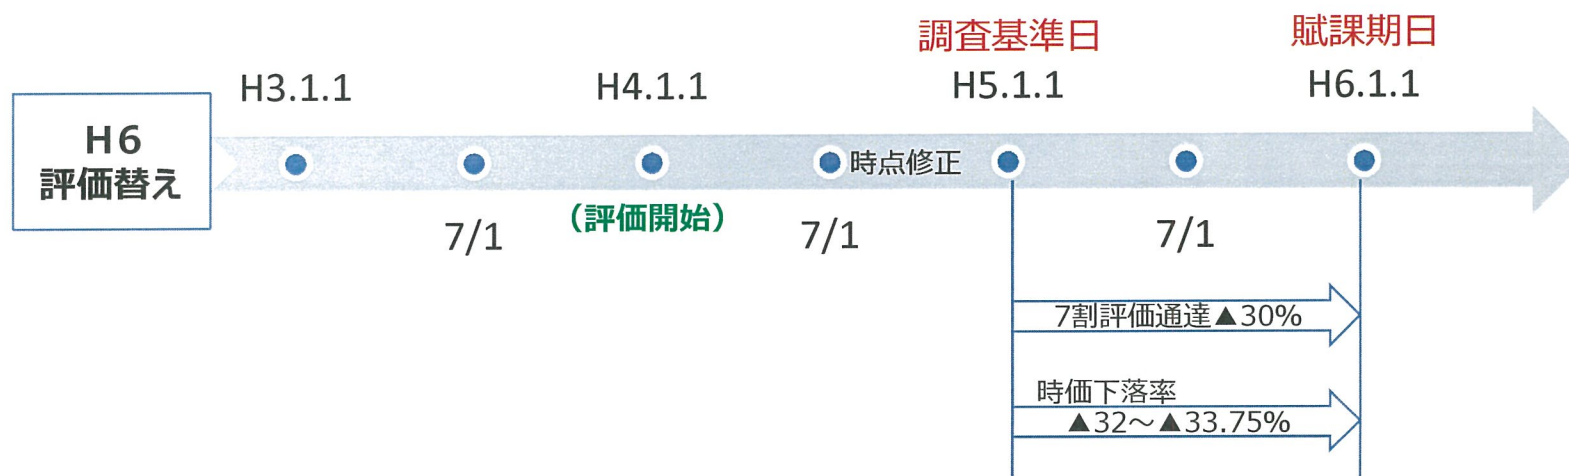 調査基準日
賦課期日
H3.1.1
H4.1.1
H5.1.1
H6.1.1
H6
評価替え
時点修正
7/1
（評価開始）
7/1
7/1
7割評価通達▲30%
時価下落率
▲32～▲33.75%